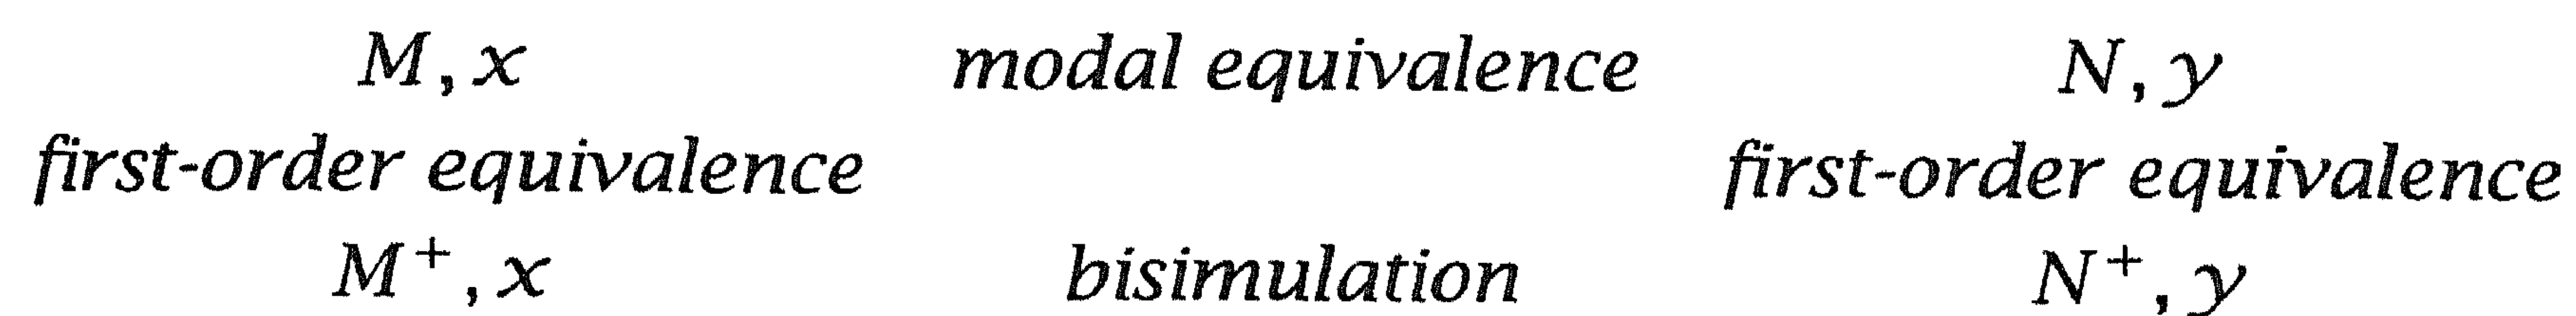 M, x modal equivalence N, y
first-order equivalence first-order equivalence
M⁺, x bisimulation N⁺, y